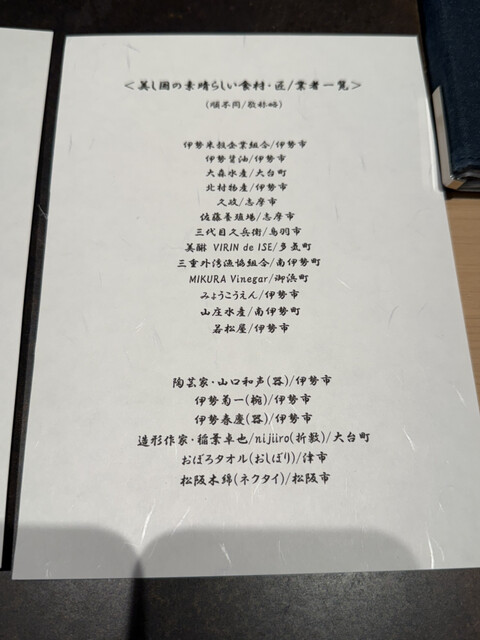 <美し国の素晴らしい食材・匠/業者一覧>
(順不同/敬称略)
伊勢米穀企業組合/伊勢市
伊勢醤油/伊勢市
大森水産/大台町
北村物産/伊勢市
久政/志摩市
佐藤養殖場/志摩市
三代目久兵衛/鳥羽市
美酢 VIRIN de ISE/多気町
三重外湾漁協組合/南伊勢町
MIKURA Vinegar/御浜町
みょうこうえん/伊勢市
山庄水産/南伊勢町
若松屋/伊勢市
陶芸家・山口和声(器)/伊勢市
伊勢菊一(椀)/伊勢市
伊勢春慶(器)/伊勢市
造形作家・稲葉卓也/nijiiro(折敷)/大台町
おぼろタオル(おしぼり)/津市
松阪木綿(ネクタイ)/松阪市